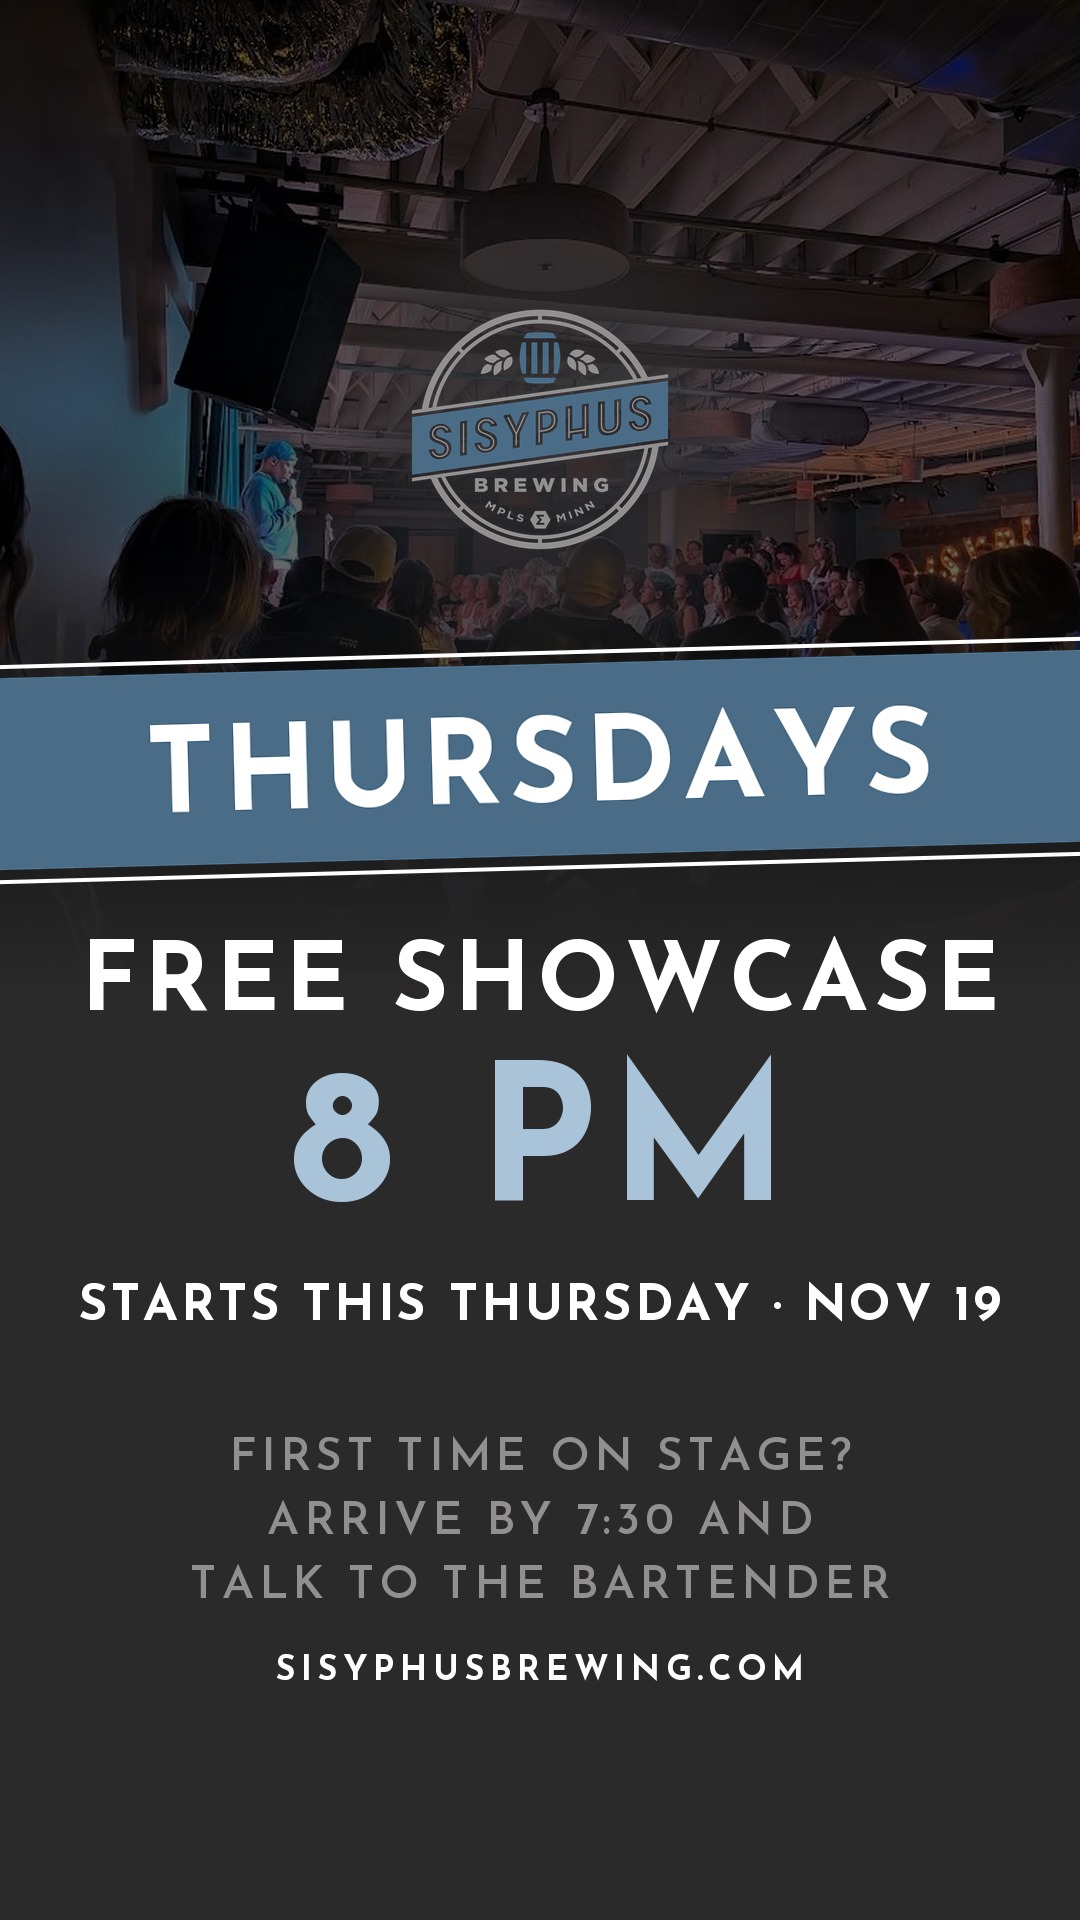 SISYPHUS
BREWING
MPLS Σ MINN
THURSDAYS
FREE SHOWCASE
8 PM
STARTS THIS THURSDAY · NOV 19
FIRST TIME ON STAGE?
ARRIVE BY 7:30 AND
TALK TO THE BARTENDER
SISYPHUSBREWING.COM